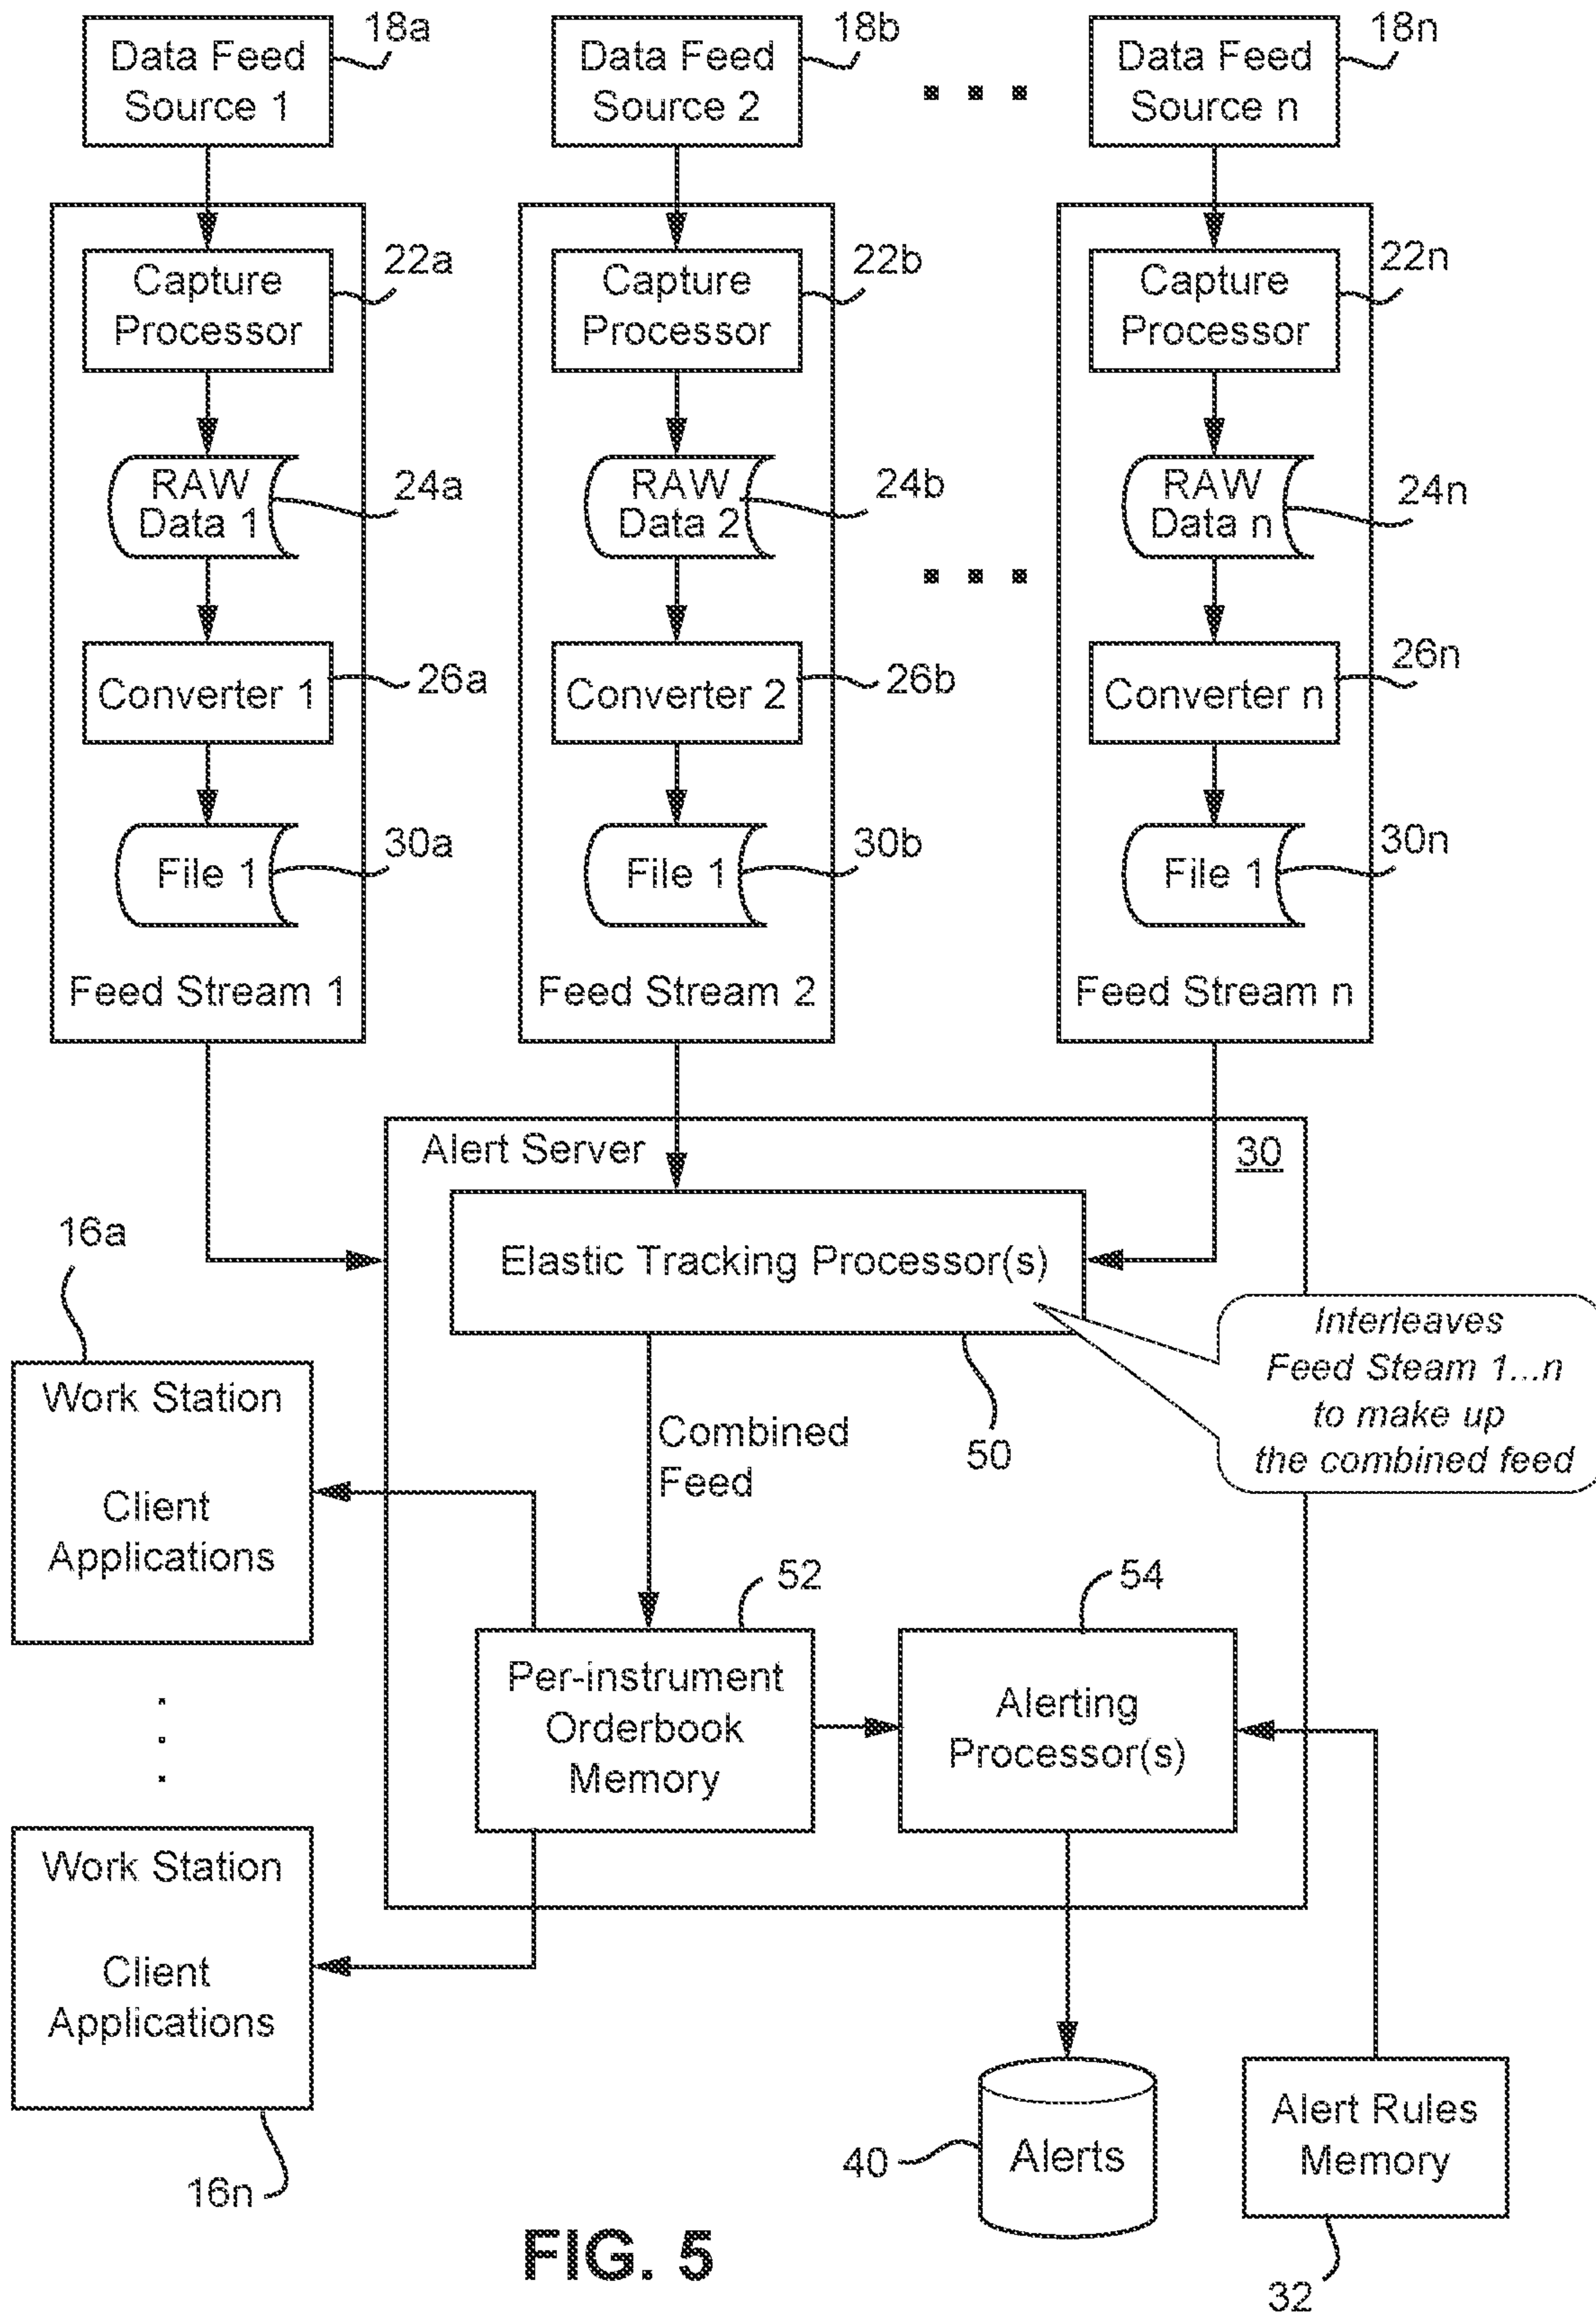 18a
18b
18n
Data Feed
Source 1
Data Feed
Source 2
Data Feed
Source n
22a
22b
22n
Capture
Processor
Capture
Processor
Capture
Processor
RAW
Data 1
24a
RAW
Data 2
24b
RAW
Data n
24n
Converter 1
26a
Converter 2
26b
Converter n
26n
File 1
30a
File 1
30b
File 1
30n
Feed Stream 1
Feed Stream 2
Feed Stream n
Alert Server
30
Elastic Tracking Processor(s)
50
Interleaves
Feed Steam 1...n
to make up
the combined feed
Combined
Feed
16a
Work Station
Client
Applications
52
54
Per-instrument
Orderbook
Memory
Alerting
Processor(s)
Work Station
Client
Applications
16n
40
Alerts
Alert Rules
Memory
32
FIG. 5